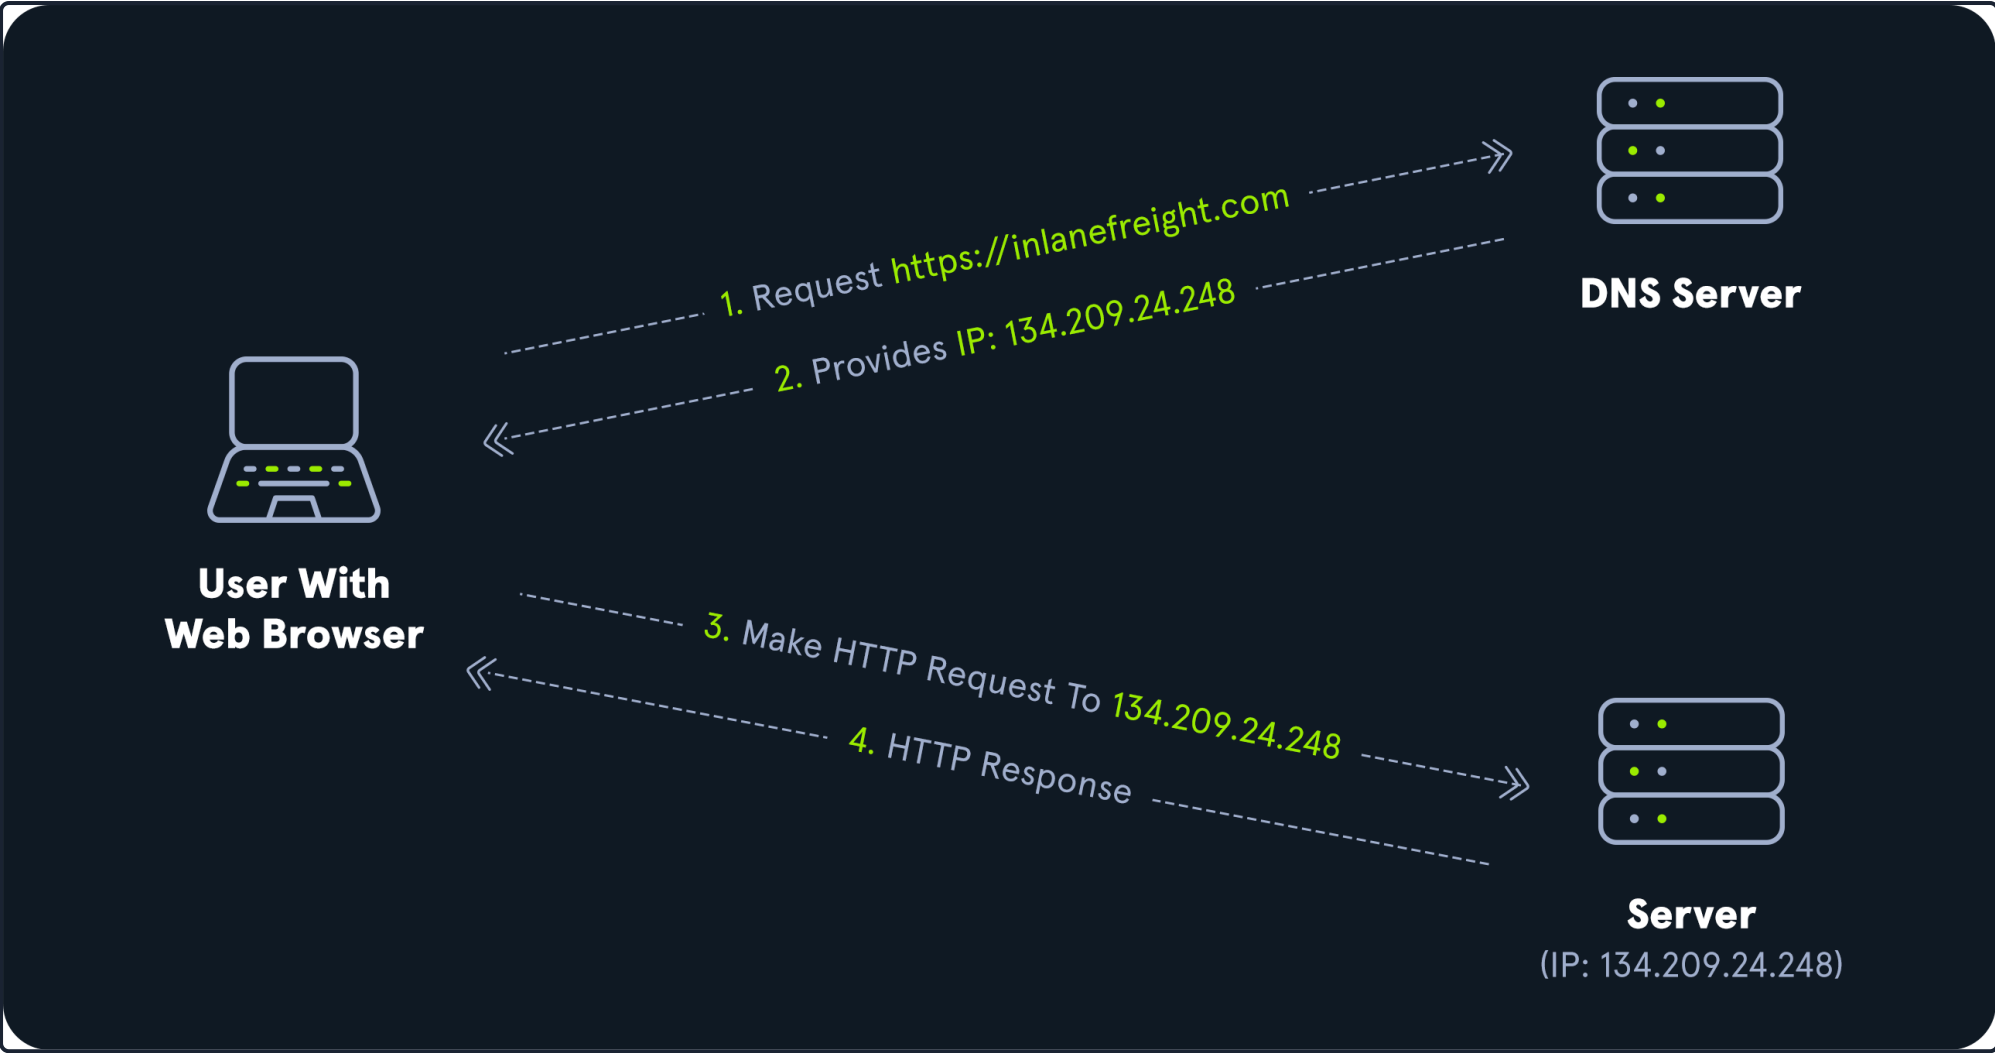 1. Request https://inlanefreight.com
2. Provides IP: 134.209.24.248
DNS Server
User With
Web Browser
3. Make HTTP Request To 134.209.24.248
4. HTTP Response
Server
(IP: 134.209.24.248)